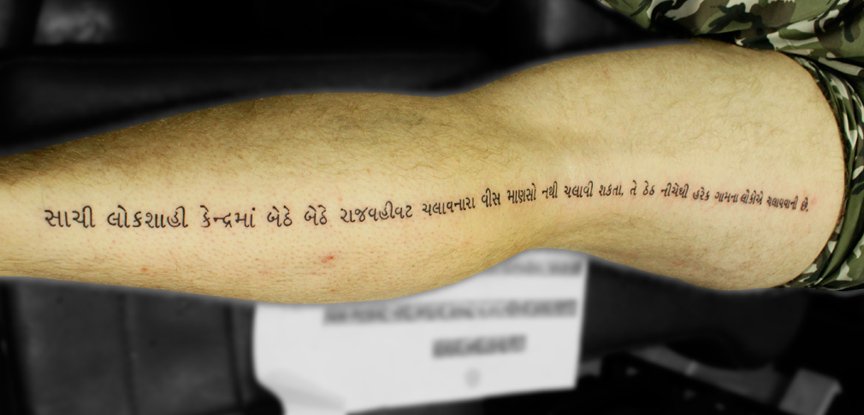 સાચી લોકશાહી કેન્દ્રમાં બેઠે બેઠે રાજવહીવટ ચલાવનારા વીસ માણસો નથી ચલાવી શકતા. તે ઠેઠ નીચેથી હરેક ગામના લોકોએ ચલાવવાની છે.